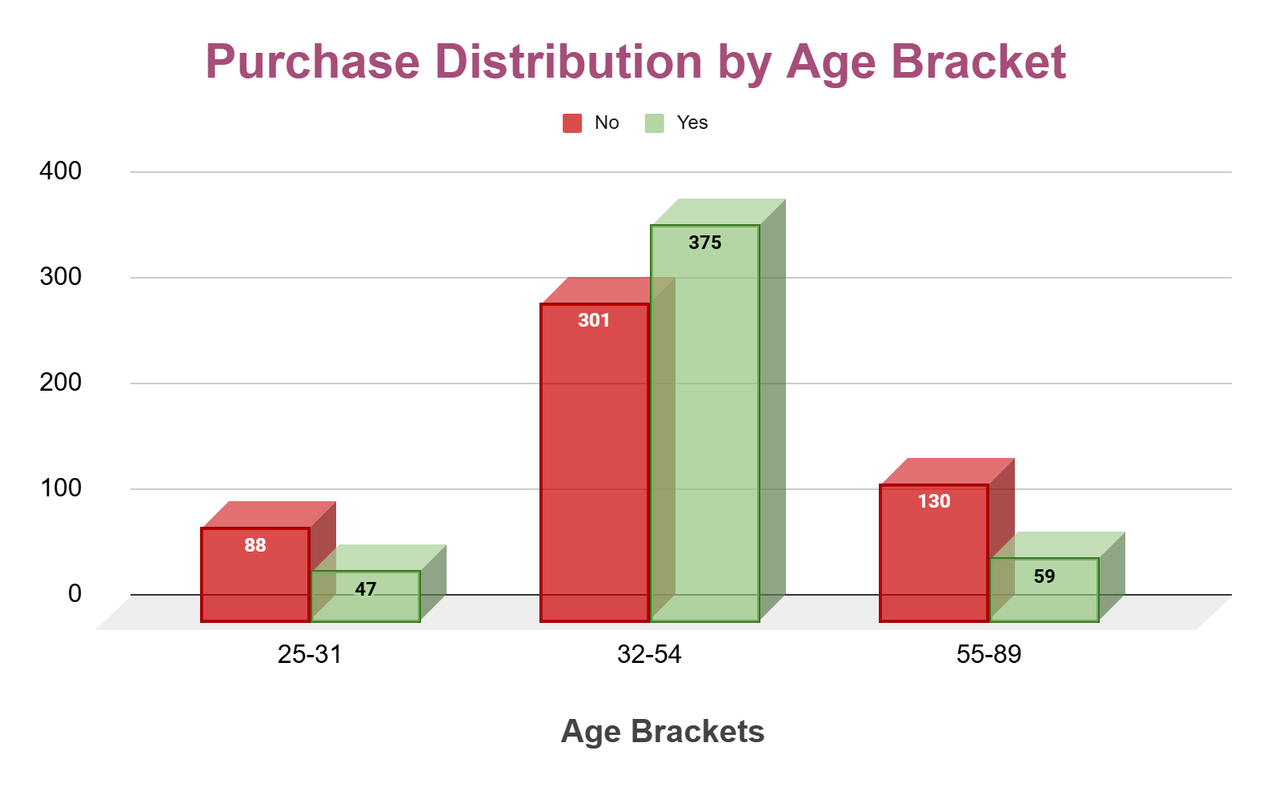 Purchase Distribution by Age Bracket
No Yes
400
300
200
100
0
88
47
301
375
130
59
25-31 32-54 55-89
Age Brackets